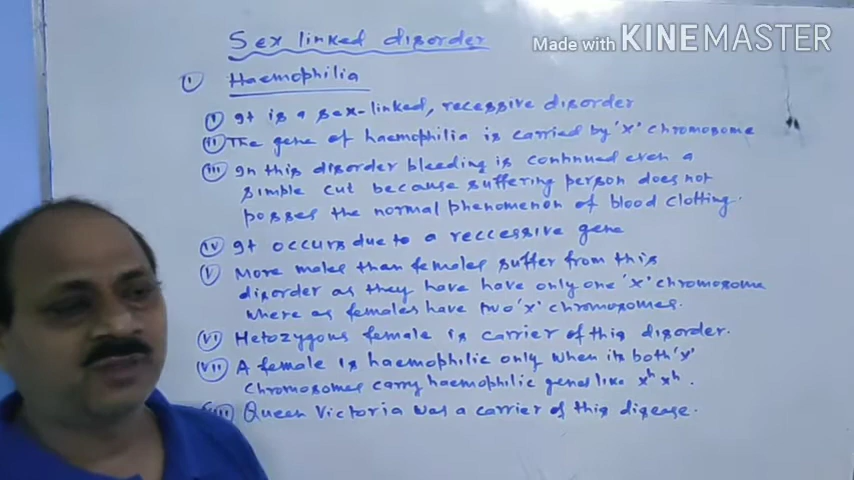 Sex linked disorder
Made with KINEMASTER
① Haemophilia
(i) It is a sex-linked, recessive disorder
(ii) The gene of haemophilia is carried by 'x' chromosome
(iii) In this disorder bleeding is continued even a
simple cut because suffering person does not
posses the normal phenomenon of blood clotting.
(iv) It occurs due to a reccessive gene
(v) More males than females suffer from this
disorder as they have have only one 'x' chromosome
where as females have two 'x' chromosomes.
(vi) Hetozygous female is carrier of this disorder.
(vii) A female is haemophilic only when its both 'x'
chromosomes carry haemophilic genes like xʰ xʰ.
Queen Victoria was a carrier of this disease.